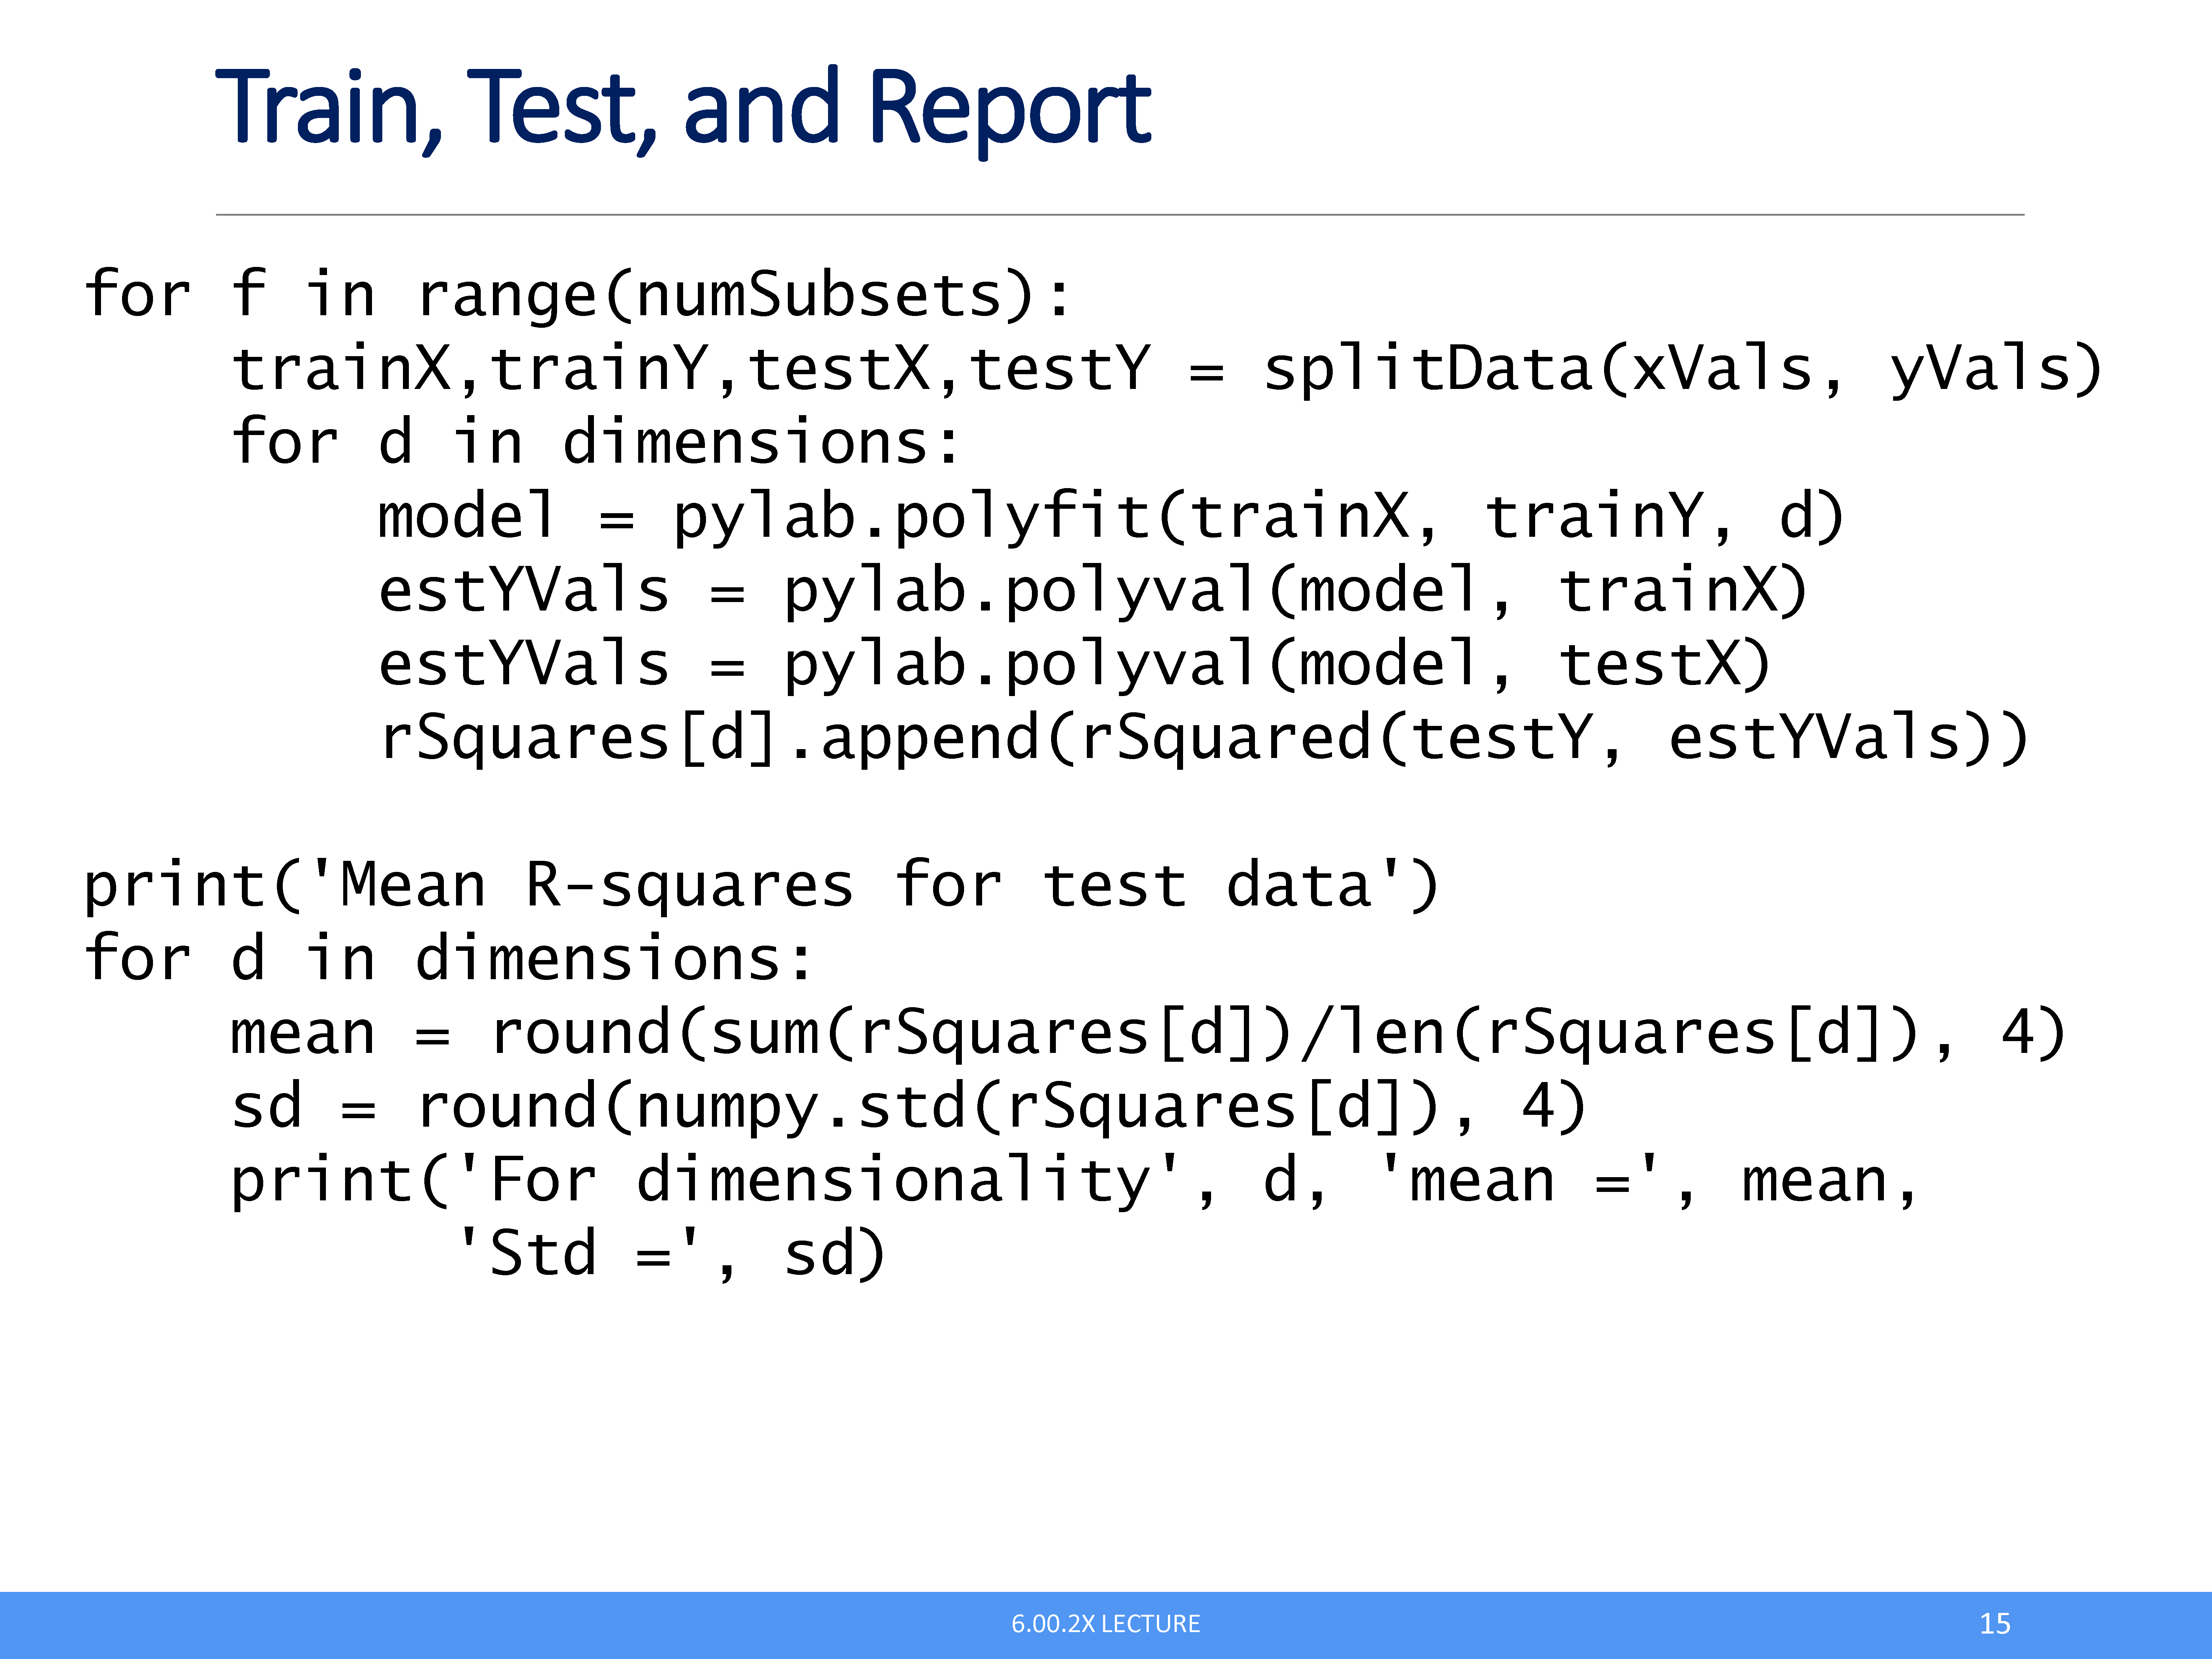 Train, Test, and Report
for f in range(numSubsets):
    trainX,trainY,testX,testY = splitData(xVals, yVals)
    for d in dimensions:
        model = pylab.polyfit(trainX, trainY, d)
        estYVals = pylab.polyval(model, trainX)
        estYVals = pylab.polyval(model, testX)
        rSquares[d].append(rSquared(testY, estYVals))
print('Mean R-squares for test data')
for d in dimensions:
    mean = round(sum(rSquares[d])/len(rSquares[d]), 4)
    sd = round(numpy.std(rSquares[d]), 4)
    print('For dimensionality', d, 'mean =', mean,
          'Std =', sd)
6.00.2X LECTURE
15